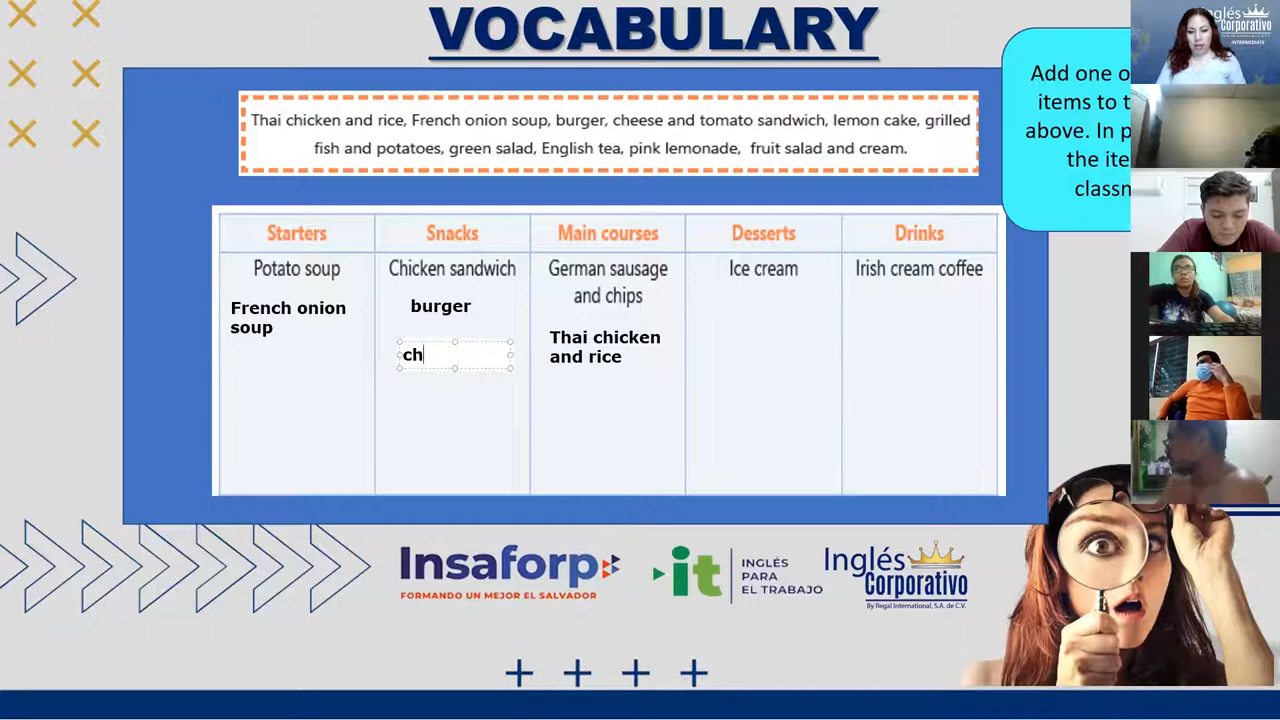 VOCABULARY
Thai chicken and rice, French onion soup, burger, cheese and tomato sandwich, lemon cake, grilled
fish and potatoes, green salad, English tea, pink lemonade, fruit salad and cream.
Add one o
items to t
above. In p
the ite
classm
Starters
Snacks
Main courses
Desserts
Drinks
Potato soup
Chicken sandwich
German sausage
and chips
Ice cream
Irish cream coffee
French onion
soup
burger
ch
Thai chicken
and rice
Insaforp
FORMANDO UN MEJOR EL SALVADOR
it
INGLÉS
PARA
EL TRABAJO
Inglés
Corporativo
By Regal International, S.A. de C.V.
nglés
Corporativo
INTERMEDIATE